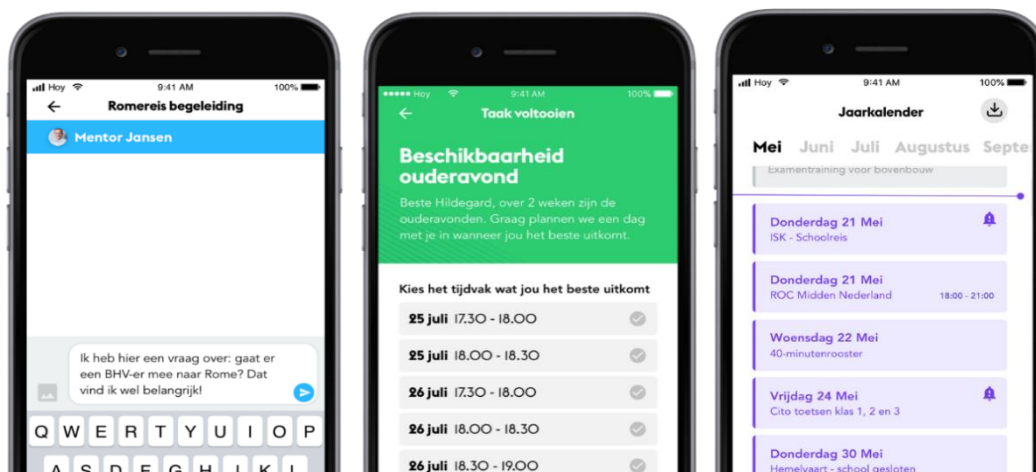 Hoy
9:41 AM
100%
Romereis begeleiding
Mentor Jansen
Ik heb hier een vraag over: gaat er
een BHV-er mee naar Rome? Dat
vind ik wel belangrijk!
Q W E R T Y U I O P
A S D F G H J K L
Hoy
9:41 AM
100%
Taak voltooien
Beschikbaarheid
ouderavond
Beste Hildegard, over 2 weken zijn de
ouderavonden. Graag plannen we een dag
met je in wanneer jou het beste uitkomt.
Kies het tijdvak wat jou het beste uitkomt
25 juli 17.30 - 18.00
25 juli 18.00 - 18.30
26 juli 17.30 - 18.00
26 juli 18.00 - 18.30
26 juli 18.30 - 19.00
Hoy
9:41 AM
100%
Jaarkalender
Mei Juni Juli Augustus Septe
Examentraining voor bovenbouw
Donderdag 21 Mei
ISK - Schoolreis
Donderdag 21 Mei
ROC Midden Nederland 18:00 - 21:00
Woensdag 22 Mei
40-minutenrooster
Vrijdag 24 Mei
Cito toetsen klas 1, 2 en 3
Donderdag 30 Mei
Hemelvaart - school gesloten